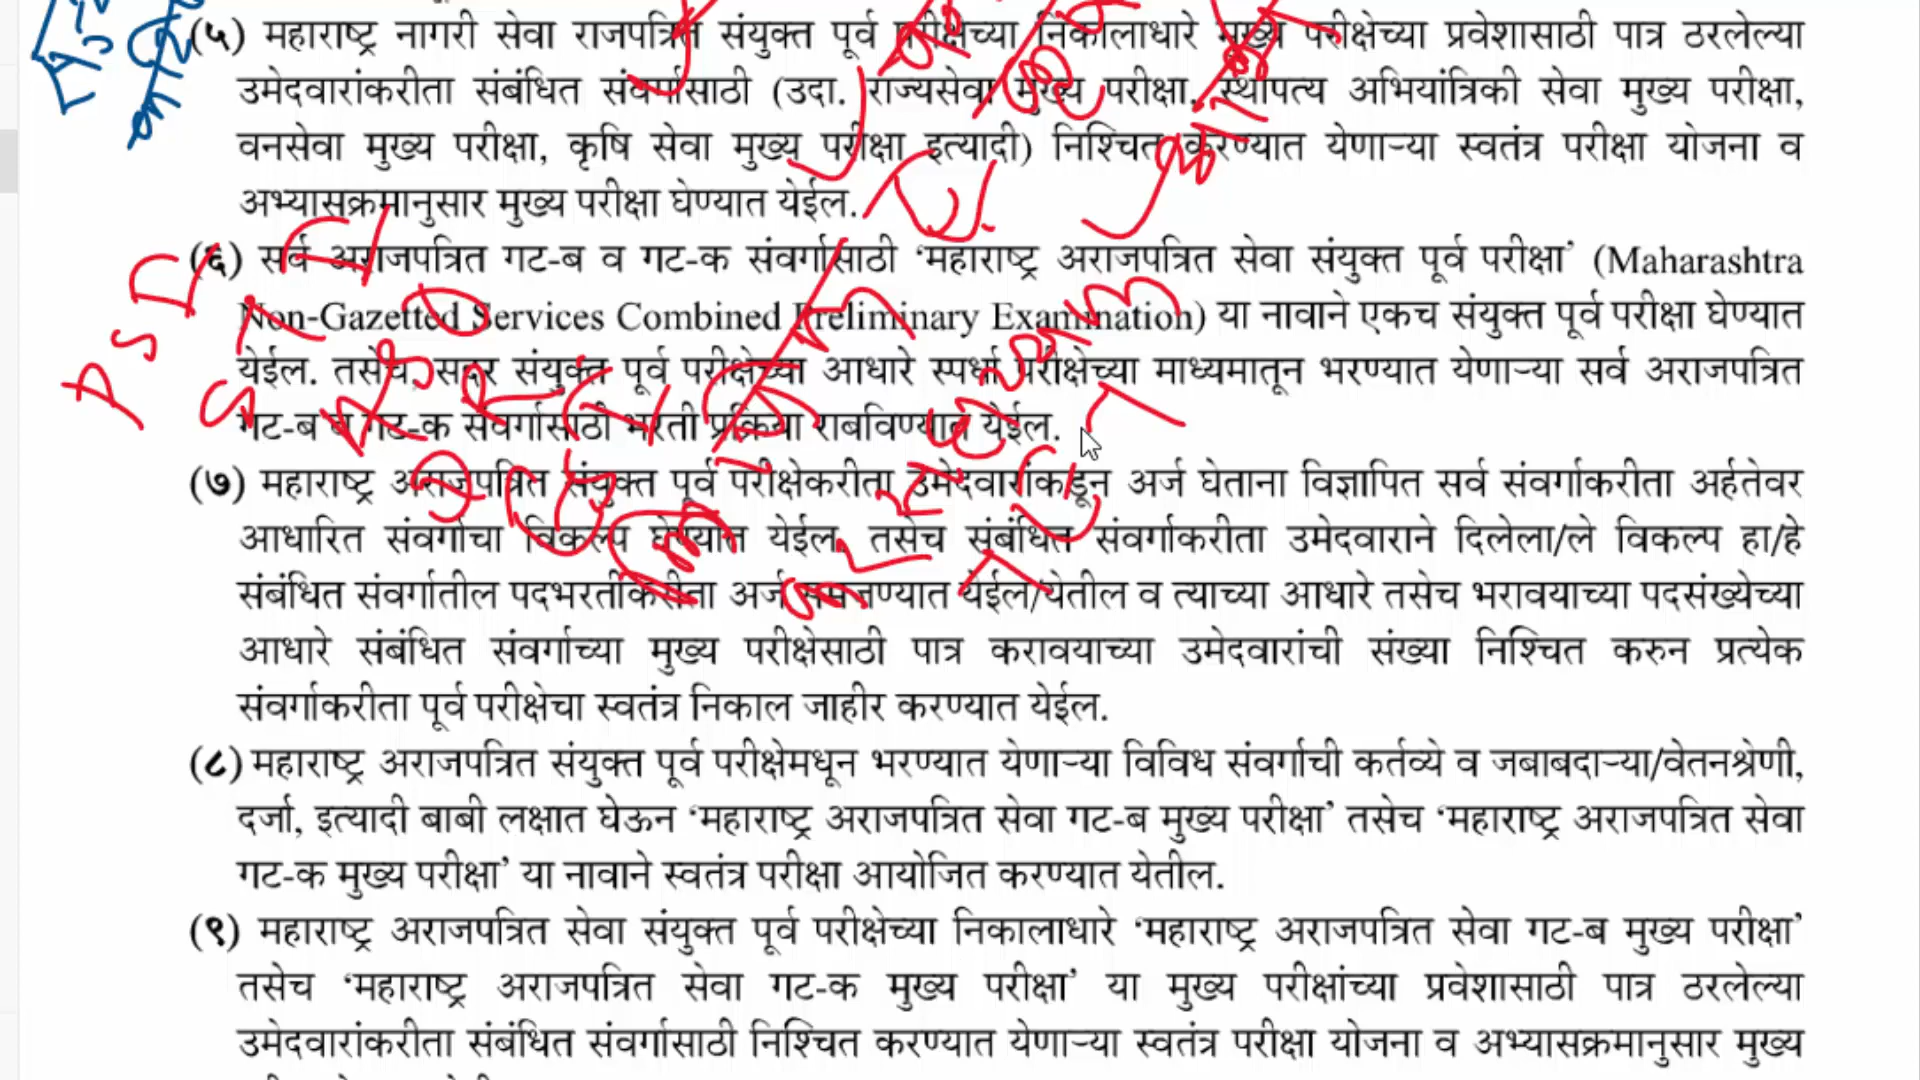 (५) महाराष्ट्र नागरी सेवा राजपत्रित संयुक्त पूर्व परीक्षेच्या निकालाधारे मुख्य परीक्षेच्या प्रवेशासाठी पात्र ठरलेल्या
उमेदवारांकरीता संबंधित संवर्गासाठी (उदा. राज्यसेवा मुख्य परीक्षा, स्थापत्य अभियांत्रिकी सेवा मुख्य परीक्षा,
वनसेवा मुख्य परीक्षा, कृषि सेवा मुख्य परीक्षा इत्यादी) निश्चित करण्यात येणाऱ्या स्वतंत्र परीक्षा योजना व
अभ्यासक्रमानुसार मुख्य परीक्षा घेण्यात येईल.
(६) सर्व अराजपत्रित गट-ब व गट-क संवर्गासाठी ‘महाराष्ट्र अराजपत्रित सेवा संयुक्त पूर्व परीक्षा’ (Maharashtra
Non-Gazetted Services Combined Preliminary Examination) या नावाने एकच संयुक्त पूर्व परीक्षा घेण्यात
येईल. तसेच, सदर संयुक्त पूर्व परीक्षेच्या आधारे स्पर्धा परीक्षेच्या माध्यमातून भरण्यात येणाऱ्या सर्व अराजपत्रित
गट-ब व गट-क संवर्गासाठी भरती प्रक्रिया राबविण्यात येईल.
(७) महाराष्ट्र अराजपत्रित संयुक्त पूर्व परीक्षेकरीता उमेदवारांकडून अर्ज घेताना विज्ञापित सर्व संवर्गाकरीता अर्हतेवर
आधारित संवर्गाचा विकल्प घेण्यात येईल, तसेच संबंधित संवर्गाकरीता उमेदवाराने दिलेला/ले विकल्प हा/हे
संबंधित संवर्गातील पदभरतीकरीता अर्ज समजण्यात येईल/येतील व त्याच्या आधारे तसेच भरावयाच्या पदसंख्येच्या
आधारे संबंधित संवर्गाच्या मुख्य परीक्षेसाठी पात्र करावयाच्या उमेदवारांची संख्या निश्चित करुन प्रत्येक
संवर्गाकरीता पूर्व परीक्षेचा स्वतंत्र निकाल जाहीर करण्यात येईल.
(८) महाराष्ट्र अराजपत्रित संयुक्त पूर्व परीक्षेमधून भरण्यात येणाऱ्या विविध संवर्गाची कर्तव्ये व जबाबदाऱ्या/वेतनश्रेणी,
दर्जा, इत्यादी बाबी लक्षात घेऊन ‘महाराष्ट्र अराजपत्रित सेवा गट-ब मुख्य परीक्षा’ तसेच ‘महाराष्ट्र अराजपत्रित सेवा
गट-क मुख्य परीक्षा’ या नावाने स्वतंत्र परीक्षा आयोजित करण्यात येतील.
(९) महाराष्ट्र अराजपत्रित सेवा संयुक्त पूर्व परीक्षेच्या निकालाधारे ‘महाराष्ट्र अराजपत्रित सेवा गट-ब मुख्य परीक्षा’
तसेच ‘महाराष्ट्र अराजपत्रित सेवा गट-क मुख्य परीक्षा’ या मुख्य परीक्षांच्या प्रवेशासाठी पात्र ठरलेल्या
उमेदवारांकरीता संबंधित संवर्गासाठी निश्चित करण्यात येणाऱ्या स्वतंत्र परीक्षा योजना व अभ्यासक्रमानुसार मुख्य